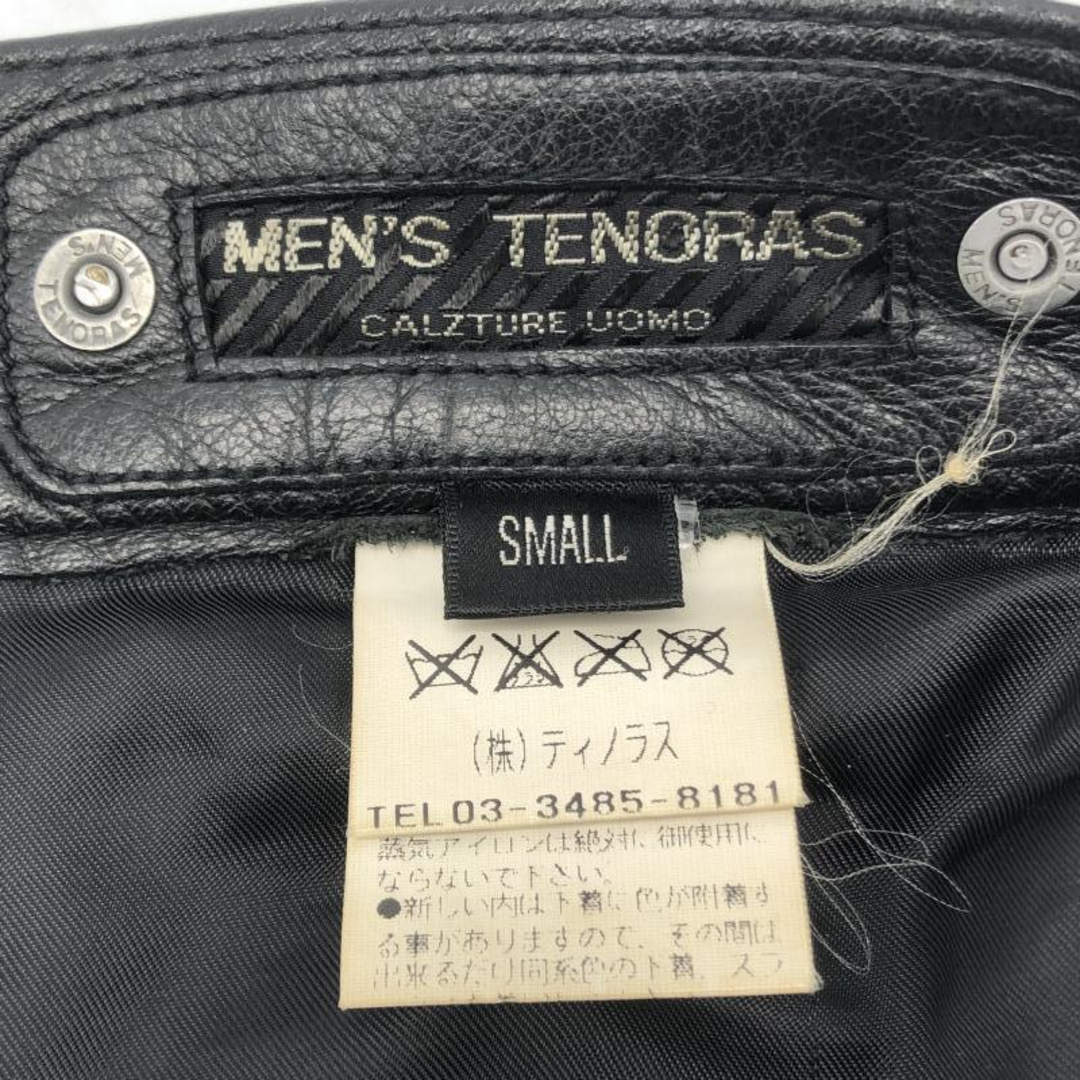 MEN'S TENORAS
CALZTURE UOMO
MEN'S
TENORAS
TENORAS
MEN'S
SMALL
(株)ティノラス
TEL03-3485-8181
蒸気アイロンは絶対に御使用に
ならないで下さい。
●新しい内は下着に色が附着す
る事がありますので、その間は
出来るだけ同系色の下着、スラ